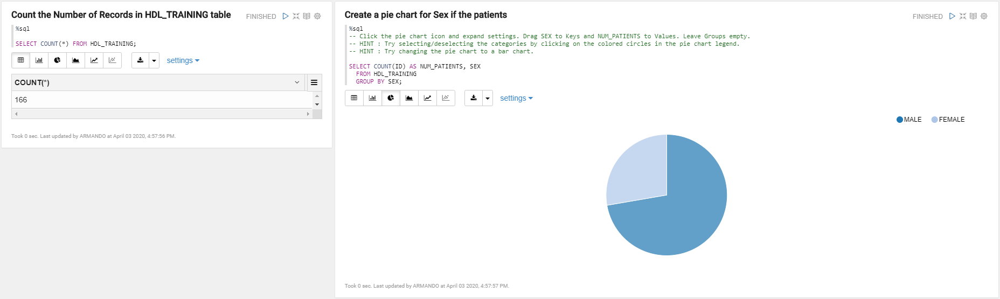 Count the Number of Records in HDL_TRAINING table
FINISHED
%sql
SELECT COUNT(*) FROM HDL_TRAINING;
settings
COUNT(*)
166
Took 0 sec. Last updated by ARMANDO at April 03 2020, 4:57:56 PM.
Create a pie chart for Sex if the patients
FINISHED
%sql
-- Click the pie chart icon and expand settings. Drag SEX to Keys and NUM_PATIENTS to Values. Leave Groups empty.
-- HINT : Try selecting/deselecting the categories by clicking on the colored circles in the pie chart legend.
-- HINT : Try changing the pie chart to a bar chart.
SELECT COUNT(ID) AS NUM_PATIENTS, SEX
FROM HDL_TRAINING
GROUP BY SEX;
settings
MALE FEMALE
Took 0 sec. Last updated by ARMANDO at April 03 2020, 4:57:57 PM.